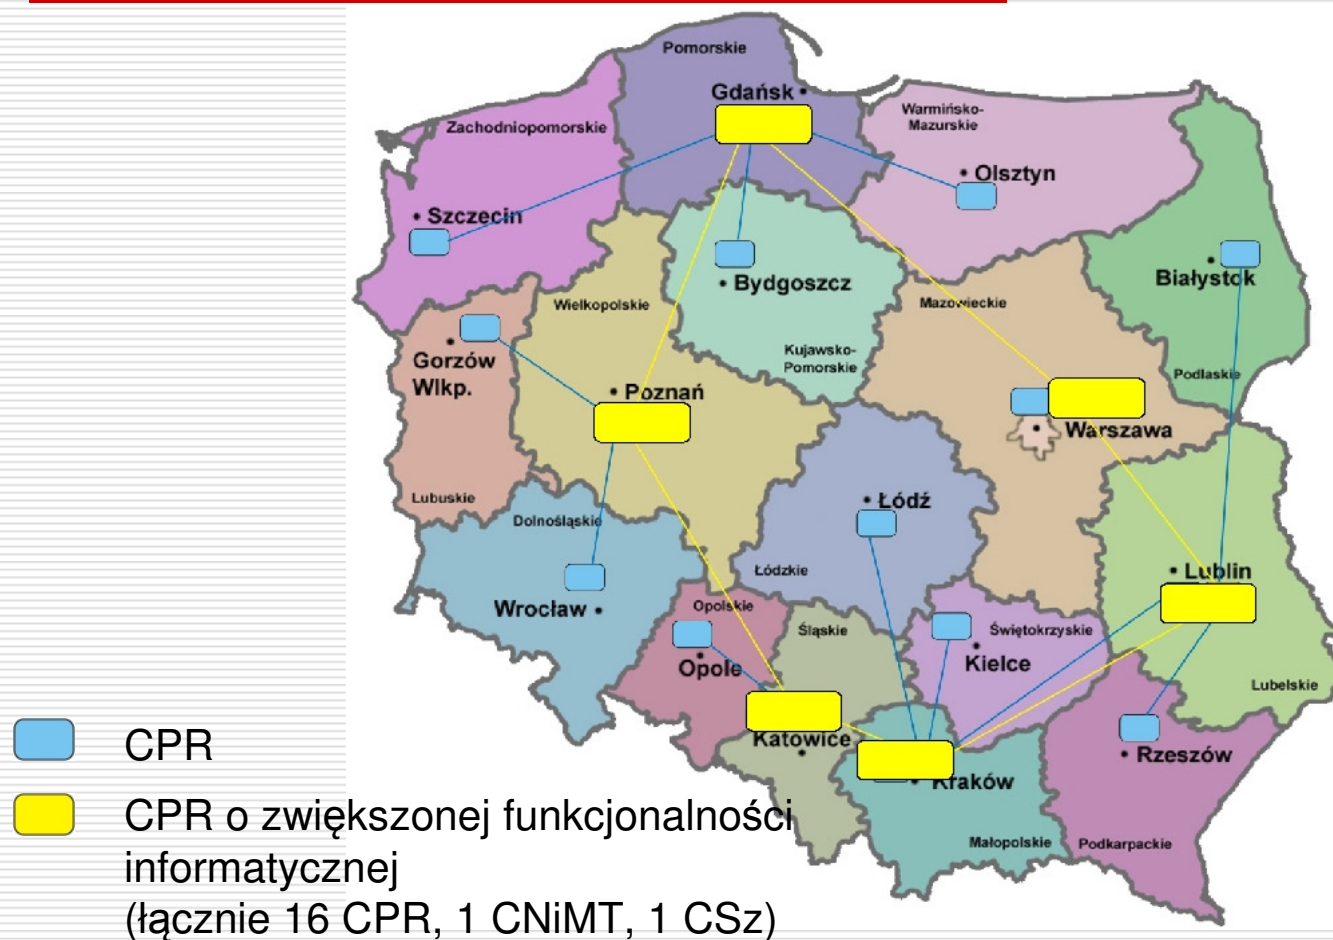 Pomorskie
Gdańsk
Warmińsko-
Mazurskie
Zachodniopomorskie
Olsztyn
Szczecin
Białystok
Bydgoszcz
Wielkopolskie
Mazowieckie
Gorzów
Wlkp.
Kujawsko-
Pomorskie
Podlaskie
Poznań
Warszawa
Lubuskie
Łódź
Dolnośląskie
Łódzkie
Lublin
Wrocław
Opolskie
Śląskie
Świętokrzyskie
Opole
Kielce
Lubelskie
Katowice
Rzeszów
Kraków
Małopolskie
Podkarpackie
CPR
CPR o zwiększonej funkcjonalności
informatycznej
(łącznie 16 CPR, 1 CNiMT, 1 CSz)